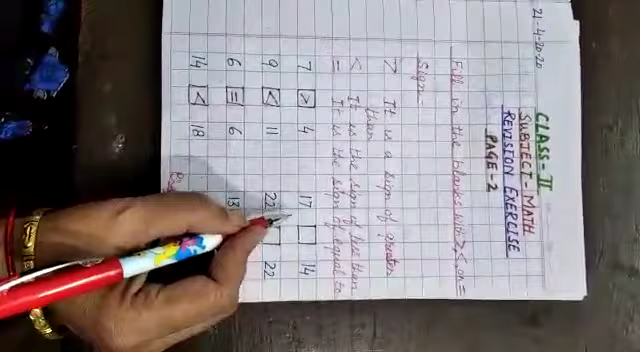 21-4-2020
CLASS-II
SUBJECT-MATH
REVISION EXERCISE
PAGE-2
Fill in the blanks with >, <, or =
Sign-
> It is a sign of greater
than
< It is the sign of less than
= It is the sign of equal to
7 > 4 17 14
9 < 11 22 22
6 = 6 13
14 < 18